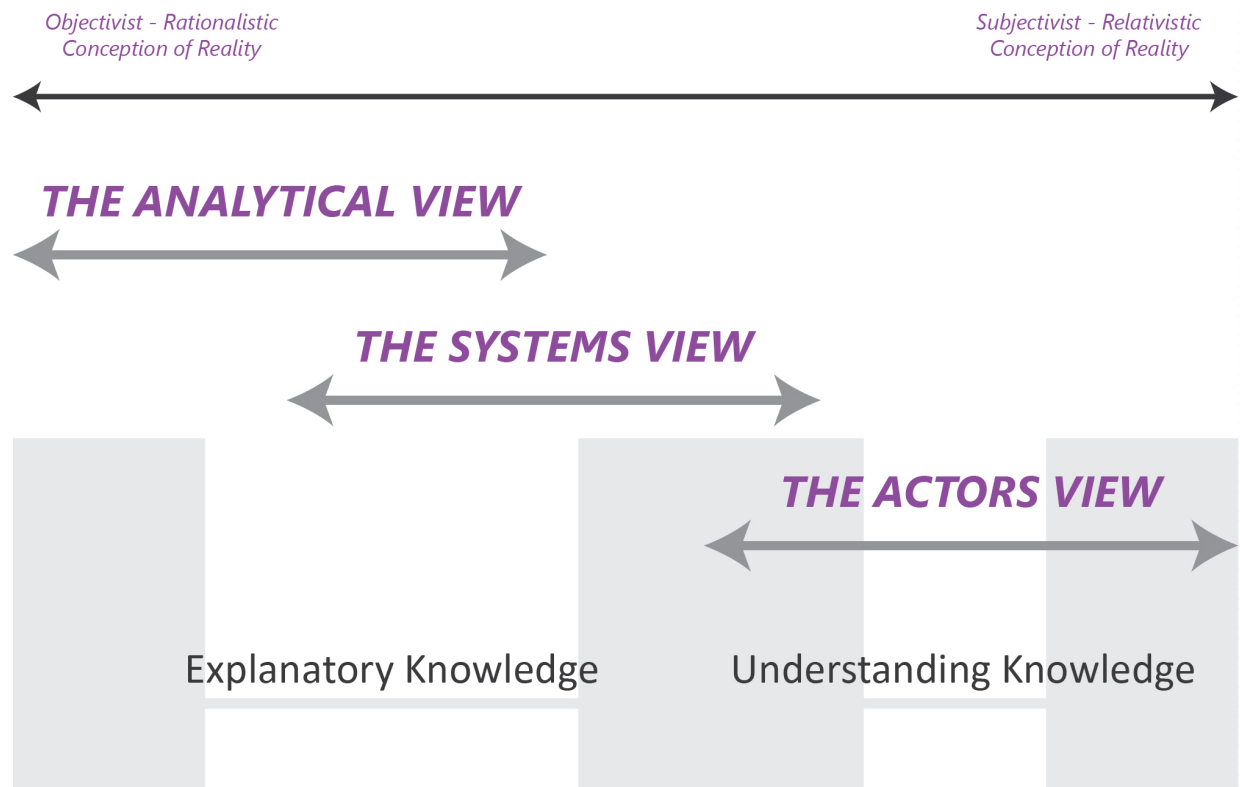 Objectivist - Rationalistic
Conception of Reality
Subjectivist - Relativistic
Conception of Reality
THE ANALYTICAL VIEW
THE SYSTEMS VIEW
THE ACTORS VIEW
Explanatory Knowledge
Understanding Knowledge